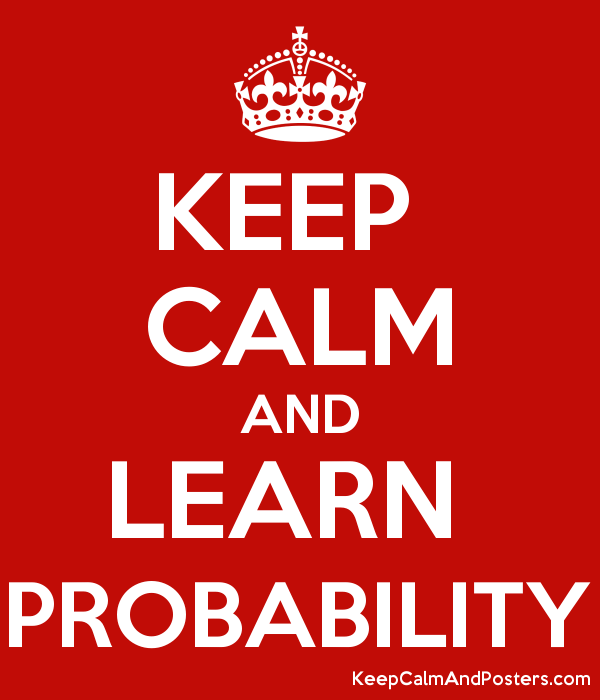 KEEP
CALM
AND
LEARN
PROBABILITY
KeepCalmAndPosters.com